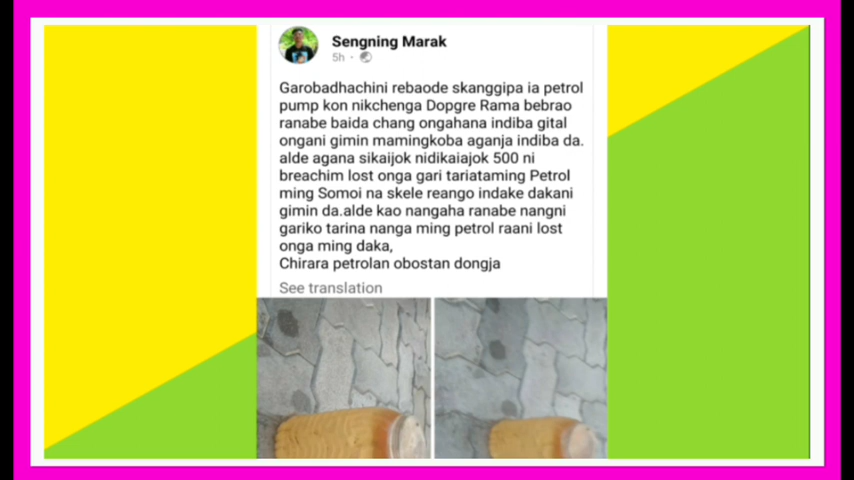 Sengning Marak
5h ·
Garobadhachini rebaode skanggipa ia petrol
pump kon nikchenga Dopgre Rama bebrao
ranabe baida chang ongahana indiba gital
ongani gimin mamingkoba aganja indiba da.
alde agana sikaijok nidikaiajok 500 ni
breachim lost onga gari tariataming Petrol
ming Somoi na skele reango indake dakani
gimin da.alde kao nangaha ranabe nangni
gariko tarina nanga ming petrol raani lost
onga ming daka,
Chirara petrolan obostan dongja
See translation